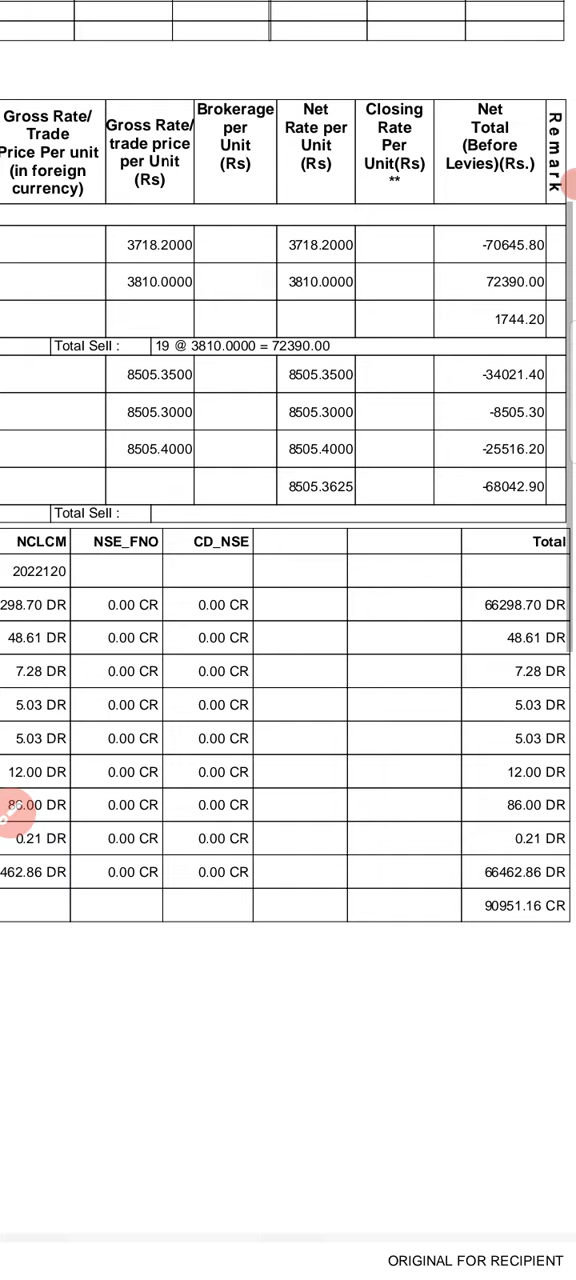 Gross Rate/ Trade Price Per unit (in foreign currency) Gross Rate/ trade price per Unit (Rs) Brokerage per Unit (Rs) Net Rate per Unit (Rs) Closing Rate Per Unit(Rs) ** Net Total (Before Levies)(Rs.) Remark
3718.2000 3718.2000 -70645.80
3810.0000 3810.0000 72390.00
1744.20
Total Sell : 19 @ 3810.0000 = 72390.00
8505.3500 8505.3500 -34021.40
8505.3000 8505.3000 -8505.30
8505.4000 8505.4000 -25516.20
8505.3625 -68042.90
Total Sell :
NCLCM NSE_FNO CD_NSE Total
2022120
298.70 DR 0.00 CR 0.00 CR 66298.70 DR
48.61 DR 0.00 CR 0.00 CR 48.61 DR
7.28 DR 0.00 CR 0.00 CR 7.28 DR
5.03 DR 0.00 CR 0.00 CR 5.03 DR
5.03 DR 0.00 CR 0.00 CR 5.03 DR
12.00 DR 0.00 CR 0.00 CR 12.00 DR
86.00 DR 0.00 CR 0.00 CR 86.00 DR
0.21 DR 0.00 CR 0.00 CR 0.21 DR
462.86 DR 0.00 CR 0.00 CR 66462.86 DR
90951.16 CR
ORIGINAL FOR RECIPIENT